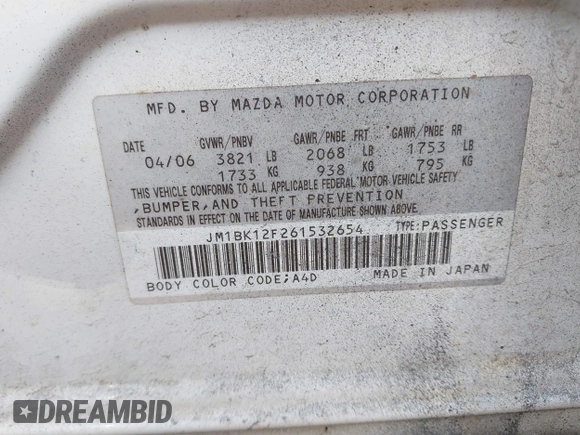 MFD. BY MAZDA MOTOR CORPORATION
DATE GVWR/PNBV GAWR/PNBE FRT GAWR/PNBE RR
04/06 3821 LB 2068 LB 1753 LB
1733 KG 938 KG 795 KG
THIS VEHICLE CONFORMS TO ALL APPLICABLE FEDERAL MOTOR VEHICLE SAFETY
,BUMPER,AND THEFT PREVENTION
STANDARDS IN EFFECT ON THE DATE OF MANUFACTURE SHOWN ABOVE.
JM1BK12F261532654 TYPE:PASSENGER
BODY COLOR CODE;A4D MADE IN JAPAN
DREAMBID